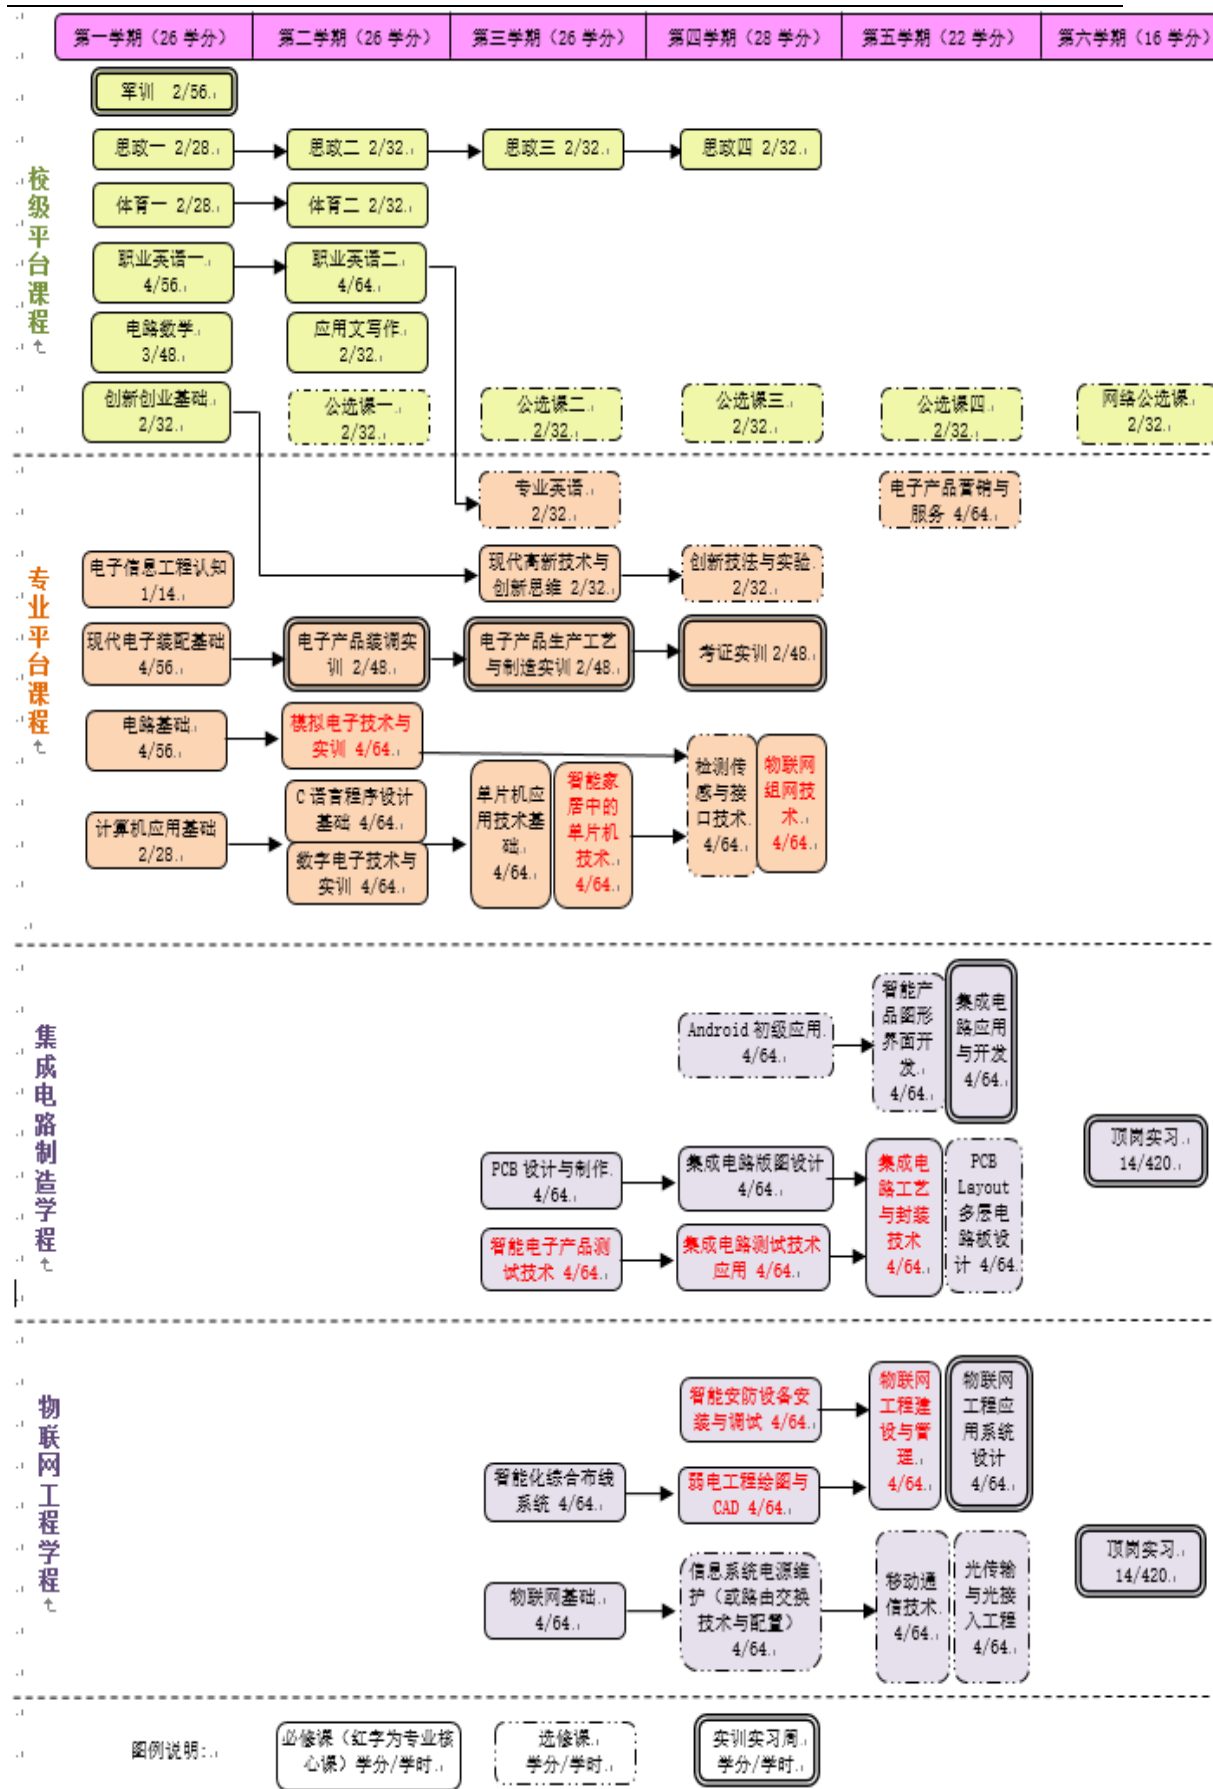 第一学期（26 学分） 第二学期（26 学分） 第三学期（26 学分） 第四学期（28 学分） 第五学期（22 学分） 第六学期（16 学分）
校级平台课程
军训 2/56
思政一 2/28
思政二 2/32
思政三 2/32
思政四 2/32
体育一 2/28
体育二 2/32
职业英语一
4/56
职业英语二
4/64
电路数学
3/48
应用文写作
2/32
创新创业基础
2/32
公选课一
2/32
公选课二
2/32
公选课三
2/32
公选课四
2/32
网络公选课
2/32
专业平台课程
专业英语
2/32
电子产品营销与
服务 4/64
电子信息工程认知
1/14
现代高新技术与
创新思维 2/32
创新技法与实验
2/32
现代电子装配基础
4/56
电子产品装调实
训 2/48
电子产品生产工艺
与制造实训 2/48
考证实训 2/48
电路基础
4/56
模拟电子技术与
实训 4/64
计算机应用基础
2/28
C 语言程序设计
基础 4/64
数字电子技术与
实训 4/64
单片机应
用技术基
础
4/64
智能家
居中的
单片机
技术
4/64
检测传
感与接
口技术
4/64
物联网
组网技
术
4/64
集成电路制造学程
Android 初级应用
4/64
智能产
品图形
界面开
发
4/64
集成电
路应用
与开发
4/64
PCB 设计与制作
4/64
集成电路版图设计
4/64
智能电子产品测
试技术 4/64
集成电路测试技术
应用 4/64
集成电
路工艺
与封装
技术
4/64
PCB
Layout
多层电
路板设
计 4/64
顶岗实习
14/420
物联网工程学程
智能安防设备安
装与调试 4/64
智能化综合布线
系统 4/64
弱电工程绘图与
CAD 4/64
物联网
工程建
设与管
理
4/64
物联网
工程应
用系统
设计
4/64
物联网基础
4/64
信息系统电源维
护（或路由交换
技术与配置）
4/64
移动通
信技术
4/64
光传输
与光接
入工程
4/64
顶岗实习
14/420
图例说明:
必修课（红字为专业核
心课）学分/学时
选修课
学分/学时
实训实习周
学分/学时